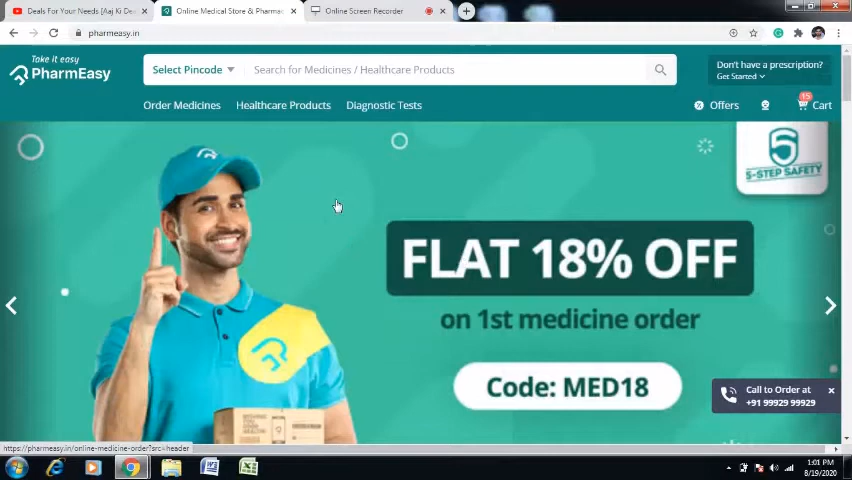 Deals For Your Needs [Aaj Ki De
Online Medical Store & Pharmac
Online Screen Recorder
pharmeasy.in
Take it easy
PharmEasy
Select Pincode
Search for Medicines / Healthcare Products
Don't have a prescription?
Get Started
Order Medicines
Healthcare Products
Diagnostic Tests
Offers
15
Cart
5
5-STEP SAFETY
FLAT 18% OFF
on 1st medicine order
Code: MED18
Call to Order at
+91 99929 99929
https://pharmeasy.in/online-medicine-order?src=header
1:01 PM
8/19/2020